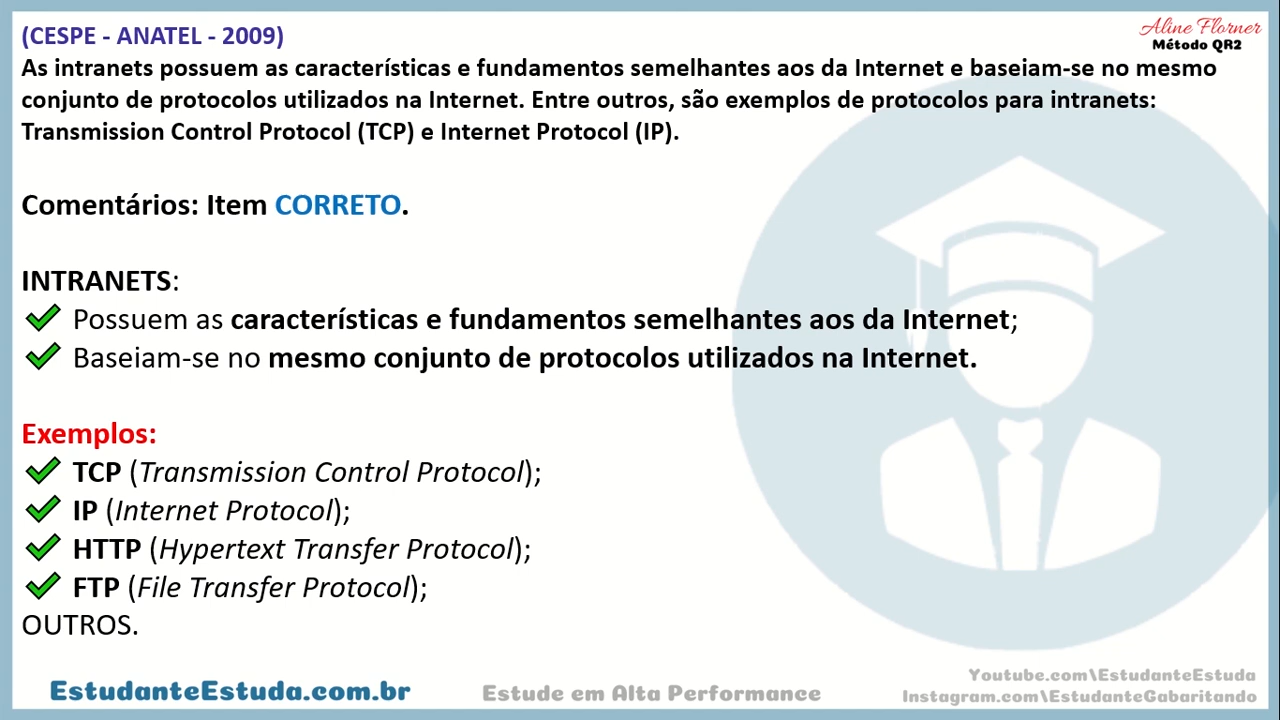 (CESPE - ANATEL - 2009)
Aline Florner
Método QR2
As intranets possuem as características e fundamentos semelhantes aos da Internet e baseiam-se no mesmo
conjunto de protocolos utilizados na Internet. Entre outros, são exemplos de protocolos para intranets:
Transmission Control Protocol (TCP) e Internet Protocol (IP).
Comentários: Item CORRETO.
INTRANETS:
Possuem as características e fundamentos semelhantes aos da Internet;
Baseiam-se no mesmo conjunto de protocolos utilizados na Internet.
Exemplos:
TCP (Transmission Control Protocol);
IP (Internet Protocol);
HTTP (Hypertext Transfer Protocol);
FTP (File Transfer Protocol);
OUTROS.
EstudanteEstuda.com.br
Estude em Alta Performance
Youtube.com\EstudanteEstuda
Instagram.com\EstudanteGabaritando